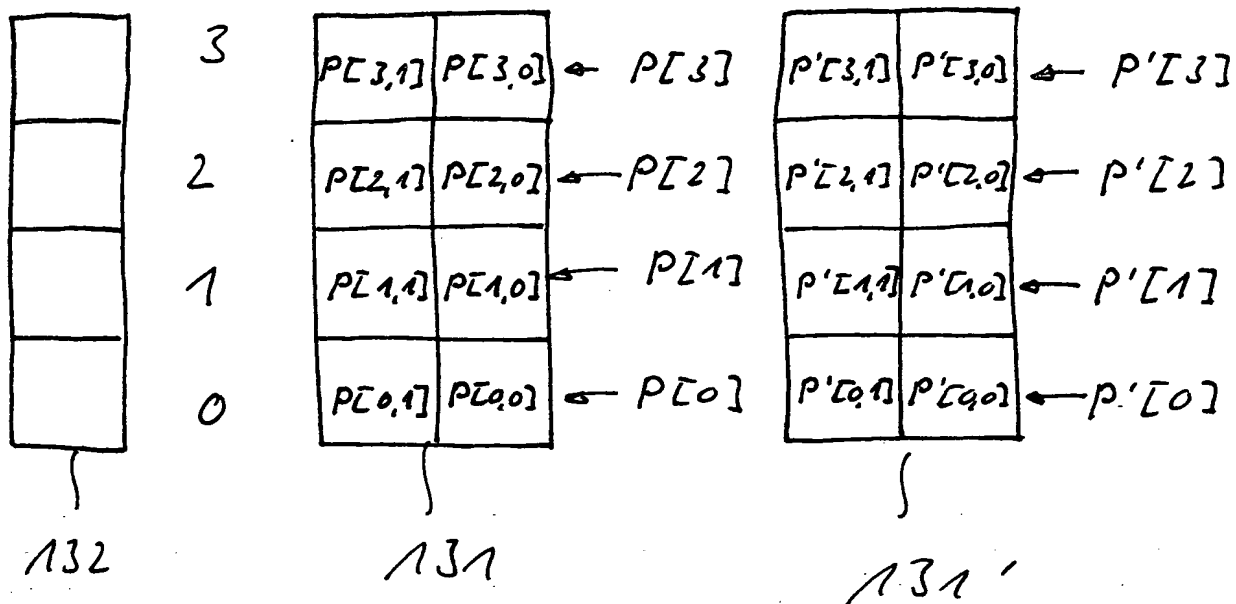 3 P[3,1] P[3,0] P[3] P'[3,1] P'[3,0] P'[3]
2 P[2,1] P[2,0] P[2] P'[2,1] P'[2,0] P'[2]
1 P[1,1] P[1,0] P[1] P'[1,1] P'[1,0] P'[1]
0 P[0,1] P[0,0] P[0] P'[0,1] P'[0,0] P'[0]
132 131 131'